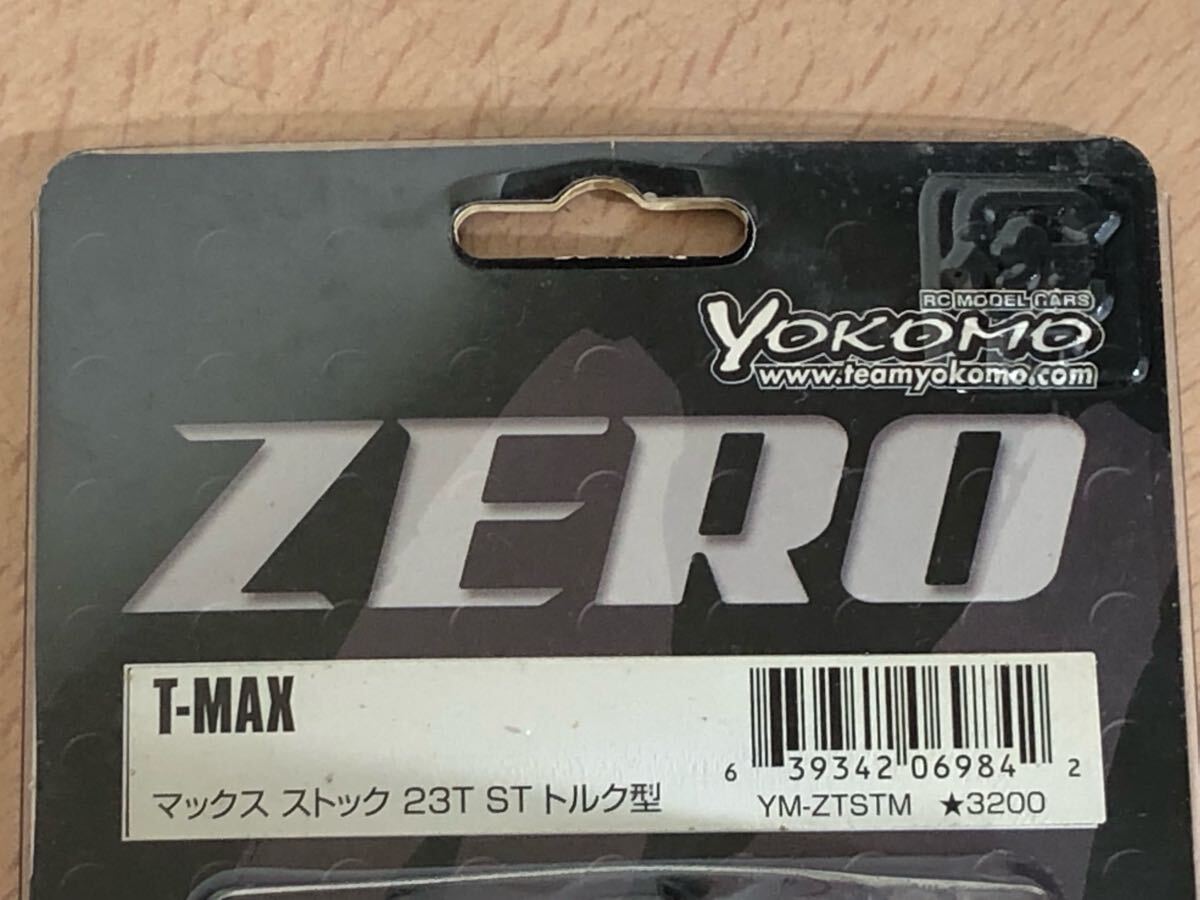 RC MODEL CARS
YOKOMO
www.teamyokomo.com
ZERO
T-MAX
マックス ストック 23T ST トルク型
6 39342 06984 2
YM-ZTSTM ★3200